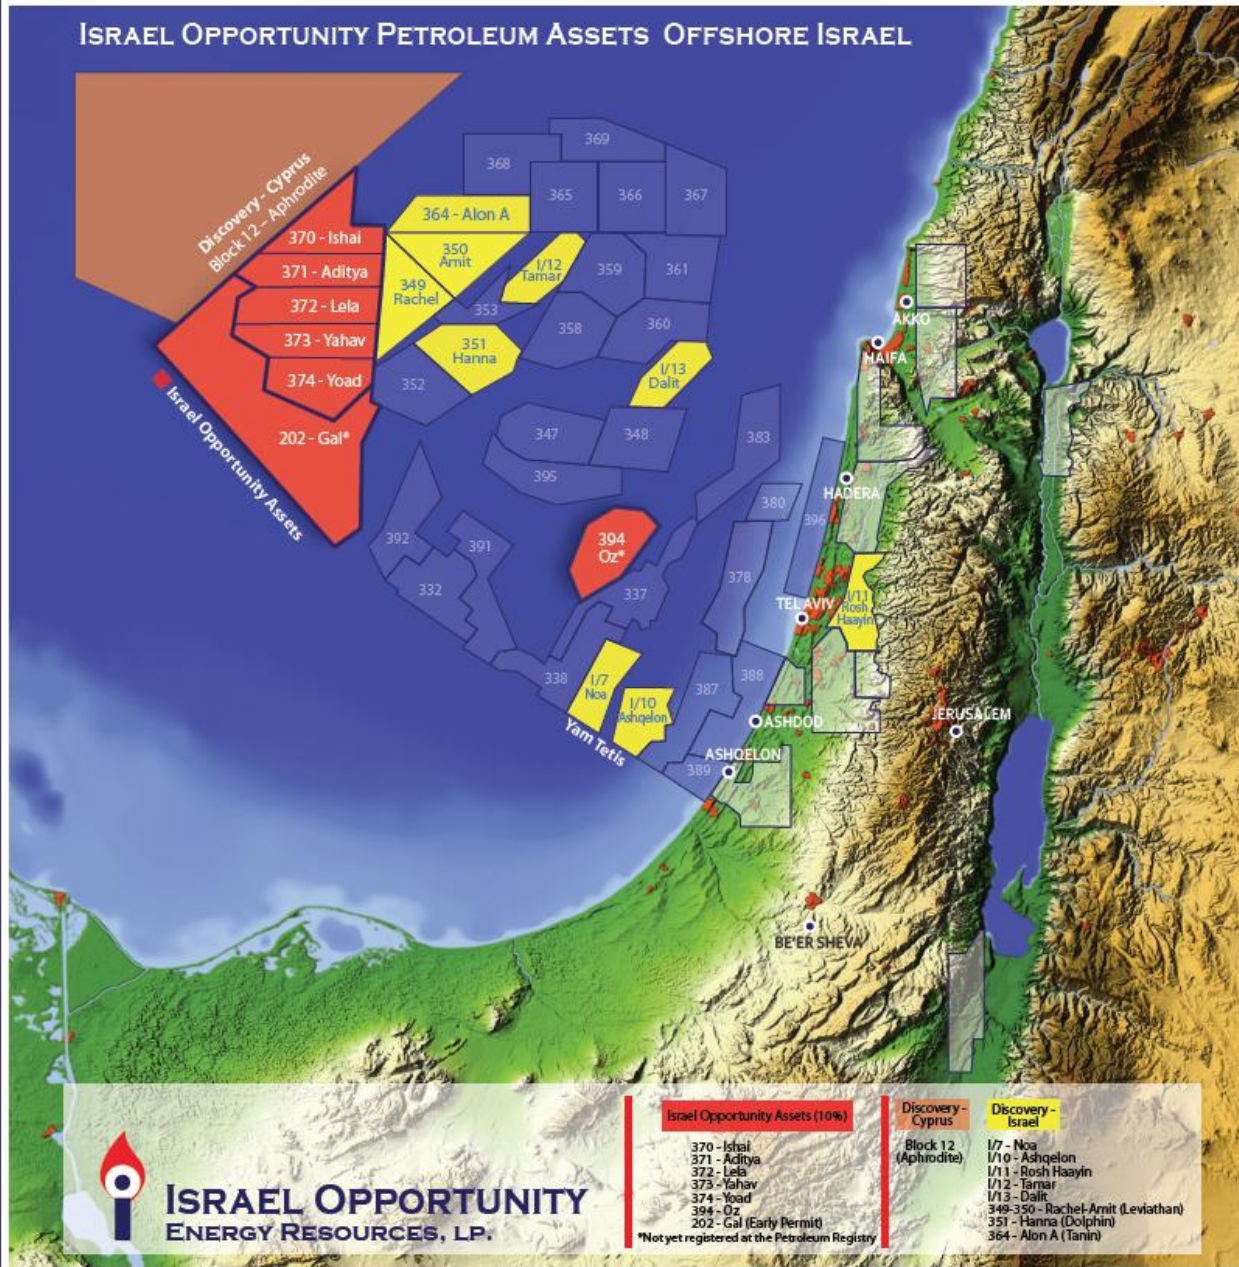 ISRAEL OPPORTUNITY PETROLEUM ASSETS OFFSHORE ISRAEL
Discovery - Cyprus
Block 12 - Aphrodite
369
368
365
366
367
364 - Alon A
370 - Ishai
350
Amit
I/12
Tamar
359
361
371 - Aditya
349
Rachel
372 - Lela
353
358
360
AKKO
373 - Yahav
351
Hanna
HAIFA
374 - Yoad
352
I/13
Dalit
Israel Opportunity Assets
202 - Gal*
347
348
383
395
HADERA
380
396
392
391
394
Oz*
378
332
337
TEL AVIV
I/11
Rosh
Haayin
338
I/7
Noa
387
388
I/10
Ashqelon
Yam Tetis
ASHDOD
JERUSALEM
ASHQELON
389
BE'ER SHEVA
ISRAEL OPPORTUNITY
ENERGY RESOURCES, LP.
Israel Opportunity Assets (10%)
370 - Ishai
371 - Aditya
372 - Lela
373 - Yahav
374 - Yoad
394 - Oz
202 - Gal (Early Permit)
*Not yet registered at the Petroleum Registry
Discovery -
Cyprus
Block 12
(Aphrodite)
Discovery -
Israel
I/7 - Noa
I/10 - Ashqelon
I/11 - Rosh Haayin
I/12 - Tamar
I/13 - Dalit
349-350 - Rachel-Amit (Leviathan)
351 - Hanna (Dolphin)
364 - Alon A (Tanin)